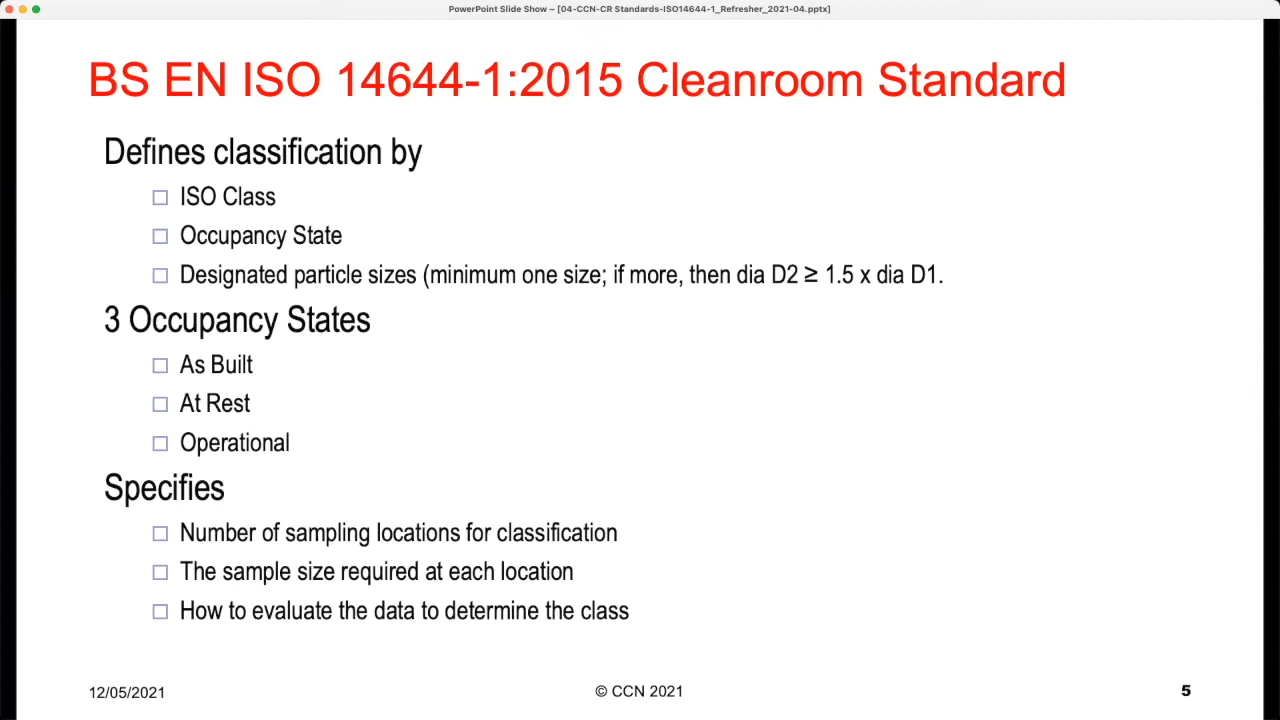 PowerPoint Slide Show – [04-CCN-CR Standards-ISO14644-1_Refresher_2021-04.pptx]
BS EN ISO 14644-1:2015 Cleanroom Standard
Defines classification by
ISO Class
Occupancy State
Designated particle sizes (minimum one size; if more, then dia D2 ≥ 1.5 x dia D1.
3 Occupancy States
As Built
At Rest
Operational
Specifies
Number of sampling locations for classification
The sample size required at each location
How to evaluate the data to determine the class
12/05/2021
© CCN 2021
5